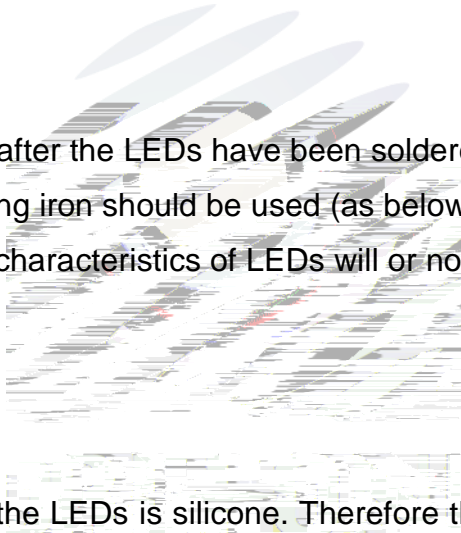 after the LEDs have been soldere
ng iron should be used (as below
characteristics of LEDs will or no
the LEDs is silicone. Therefore t